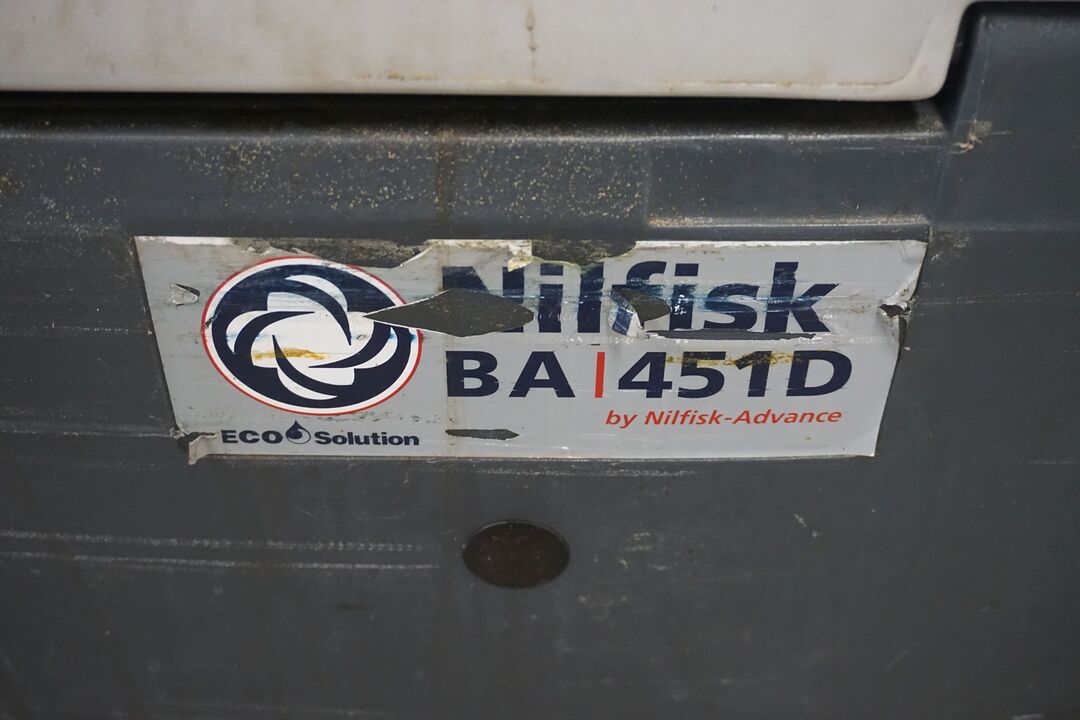 Nilfisk
BA|451D
by Nilfisk-Advance
ECO Solution